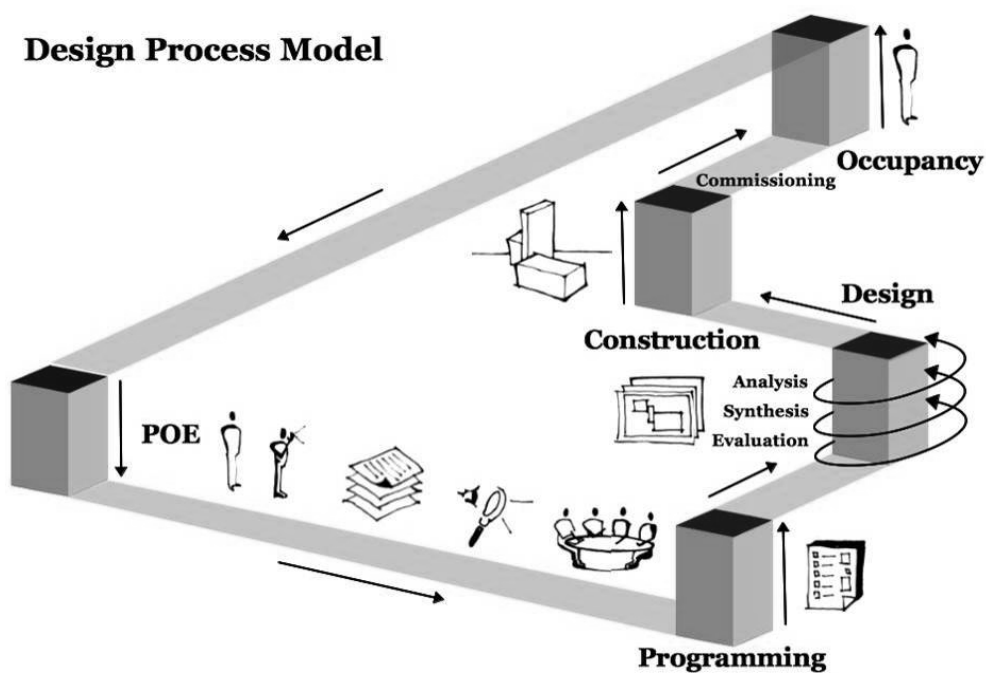 Design Process Model
Occupancy
Commissioning
Design
Construction
Analysis
Synthesis
Evaluation
POE
Programming